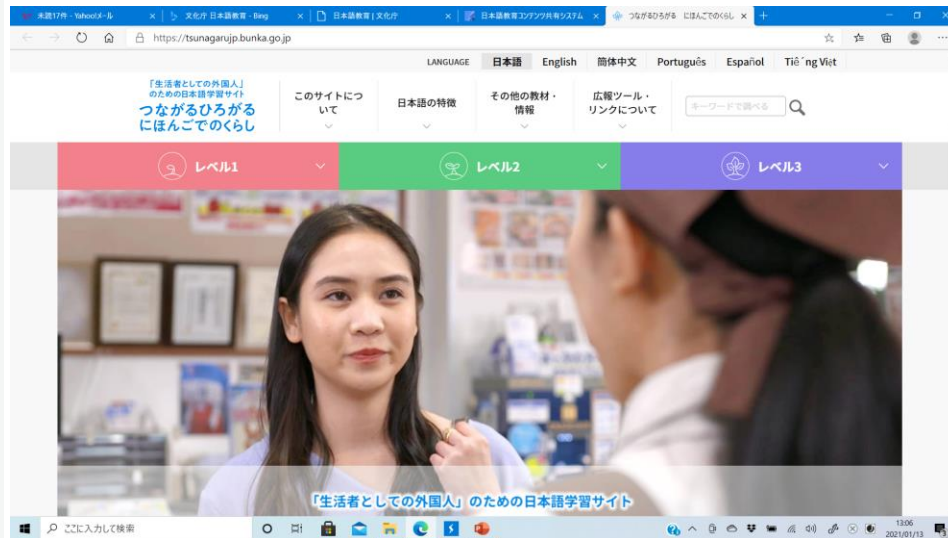 未読17件 - Yahoo!メール
文化庁 日本語教育 - Bing
日本語教育 | 文化庁
日本語教育コンテンツ共有システム
つながるひろがる にほんごでのくらし
https://tsunagarujp.bunka.go.jp
LANGUAGE 日本語 English 简体中文 Português Español Tiếng Việt
「生活者としての外国人」
のための日本語学習サイト
つながるひろがる
にほんごでのくらし
このサイトにつ
いて
日本語の特徴
その他の教材・
情報
広報ツール・
リンクについて
キーワードで調べる
レベル1
レベル2
レベル3
「生活者としての外国人」のための日本語学習サイト
ここに入力して検索
13:06
2021/01/13